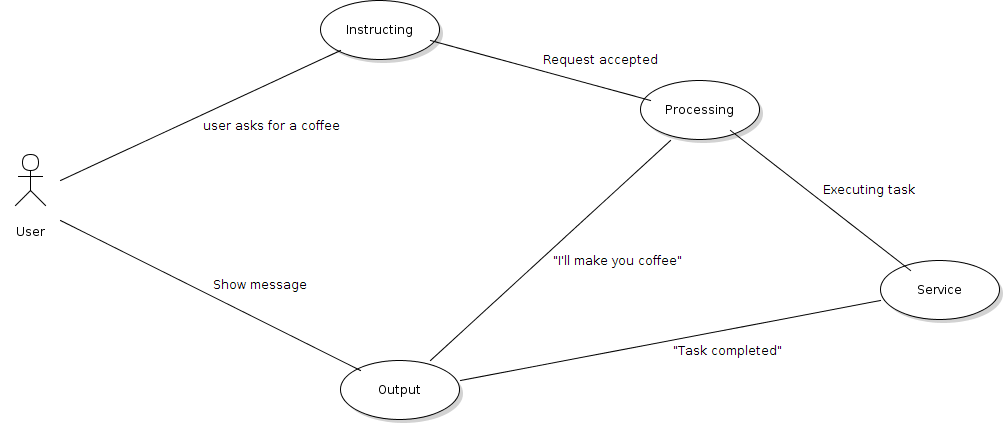 Instructing
Request accepted
Processing
user asks for a coffee
Executing task
User
"I'll make you coffee"
Show message
Service
"Task completed"
Output